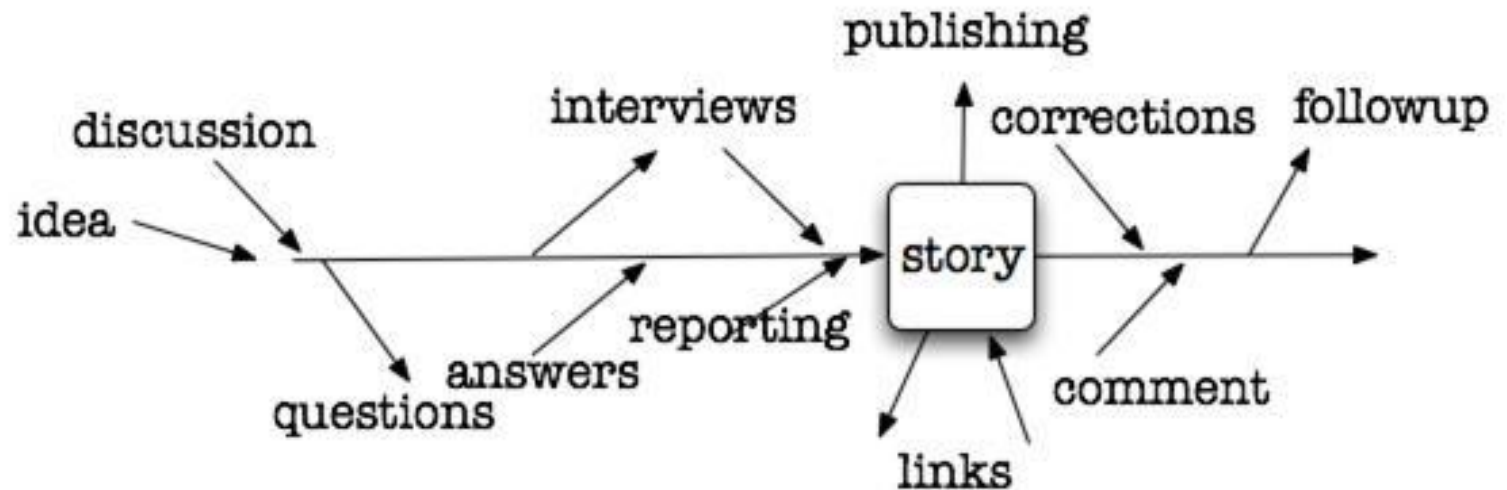 publishing
interviews
corrections
followup
discussion
idea
story
reporting
answers
comment
questions
links